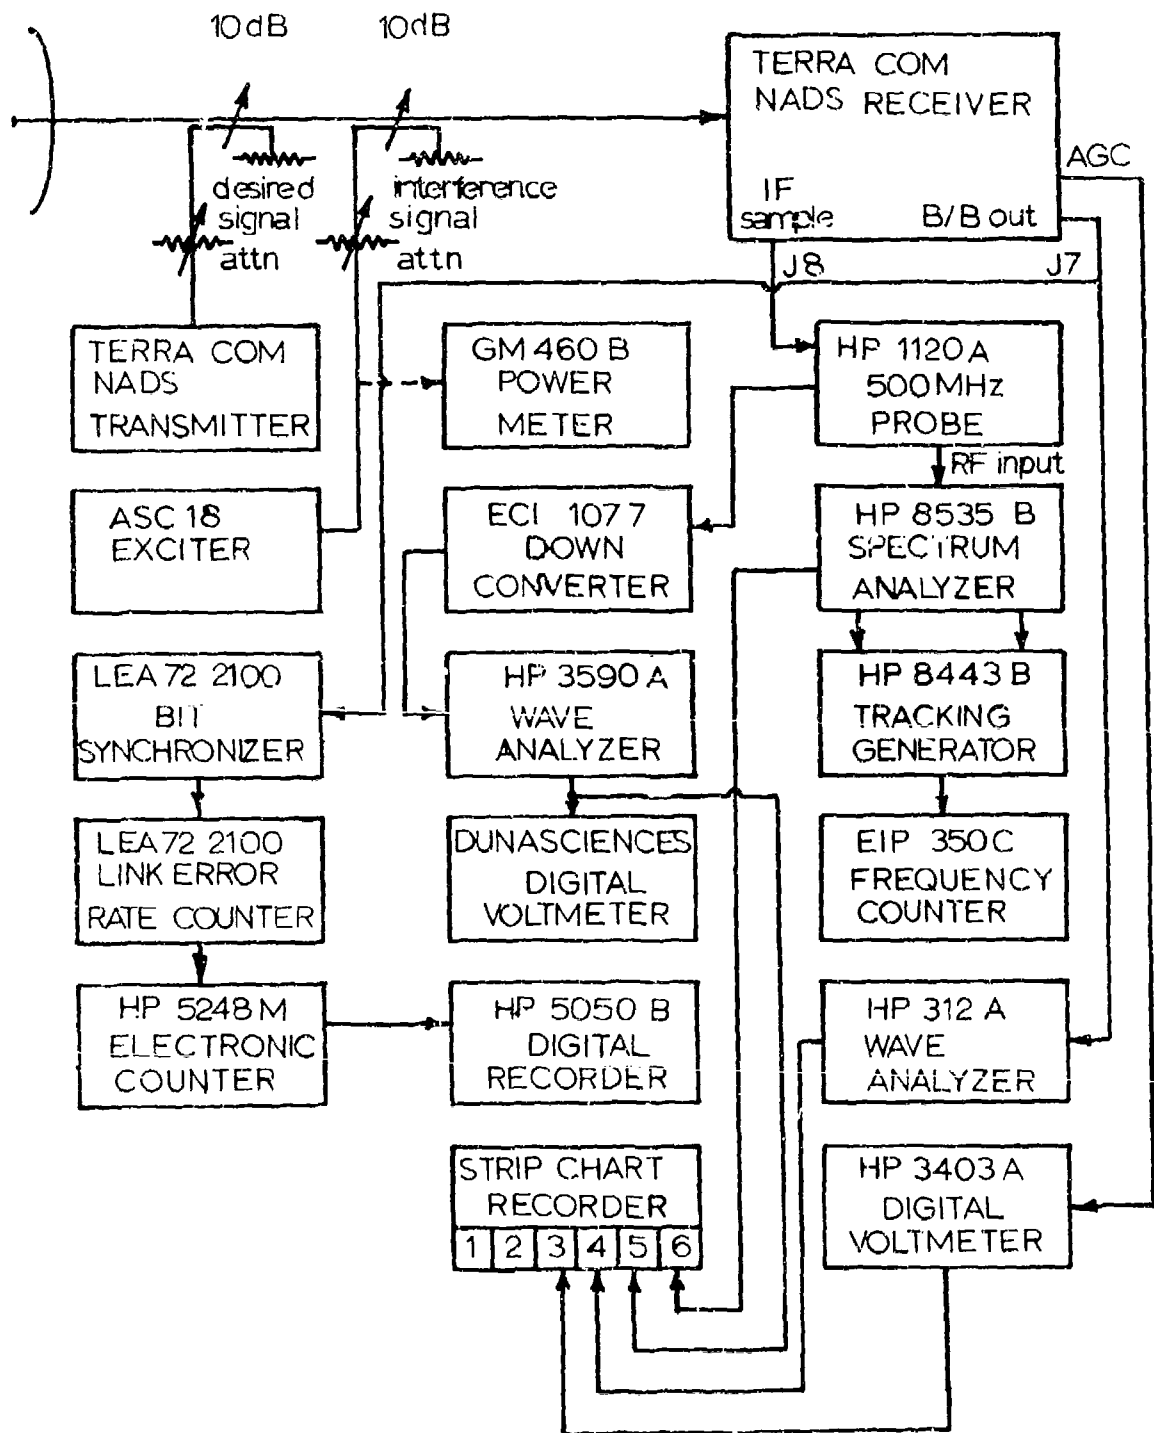 10dB
10dB
TERRA COM
NADS RECEIVER
AGC
IF
sample
B/B out
desired
signal
attn
interference
signal
attn
J8
J7
TERRA COM
NADS
TRANSMITTER
GM 460 B
POWER
METER
HP 1120A
500MHz
PROBE
RF input
ASC 18
EXCITER
ECI 1077
DOWN
CONVERTER
HP 8535 B
SPECTRUM
ANALYZER
LEA72 2100
BIT
SYNCHRONIZER
HP 3590 A
WAVE
ANALYZER
HP 8443 B
TRACKING
GENERATOR
LEA72 2100
LINK ERROR
RATE COUNTER
DUNASCIENCES
DIGITAL
VOLTMETER
EIP 350C
FREQUENCY
COUNTER
HP 5248 M
ELECTRONIC
COUNTER
HP 5050 B
DIGITAL
RECORDER
HP 312 A
WAVE
ANALYZER
STRIP CHART
RECORDER
1 2 3 4 5 6
HP 3403 A
DIGITAL
VOLTMETER